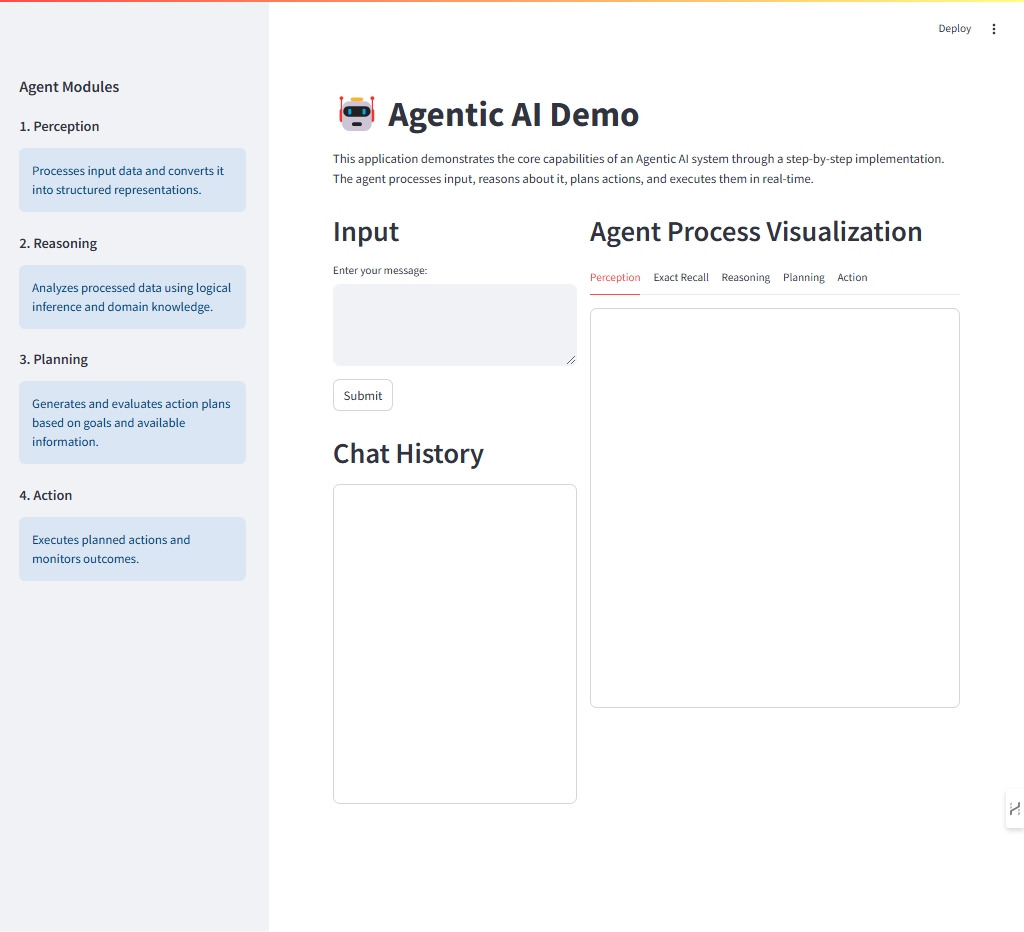 Deploy
Agent Modules
1. Perception
Processes input data and converts it
into structured representations.
2. Reasoning
Analyzes processed data using logical
inference and domain knowledge.
3. Planning
Generates and evaluates action plans
based on goals and available
information.
4. Action
Executes planned actions and
monitors outcomes.
Agentic AI Demo
This application demonstrates the core capabilities of an Agentic AI system through a step-by-step implementation.
The agent processes input, reasons about it, plans actions, and executes them in real-time.
Input
Enter your message:
Submit
Chat History
Agent Process Visualization
Perception Exact Recall Reasoning Planning Action